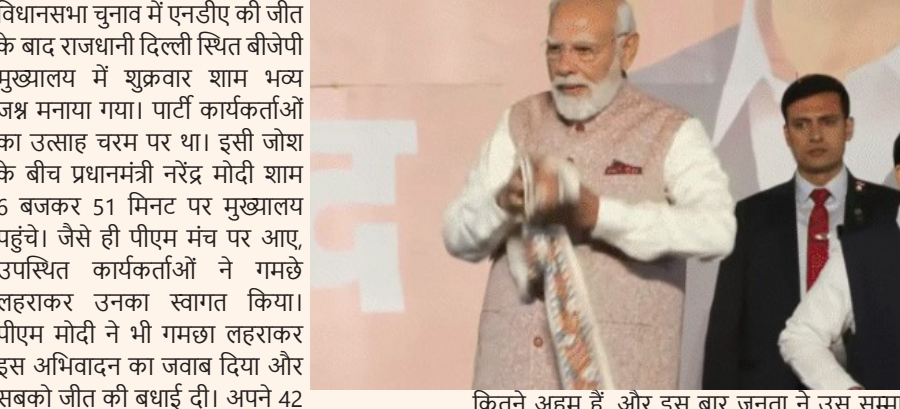 विधानसभा चुनाव में एनडीए की जीत
के बाद राजधानी दिल्ली स्थित बीजेपी
मुख्यालय में शुक्रवार शाम भव्य
जश्न मनाया गया। पार्टी कार्यकर्ताओं
का उत्साह चरम पर था। इसी जोश
के बीच प्रधानमंत्री नरेंद्र मोदी शाम
6 बजकर 51 मिनट पर मुख्यालय
पहुंचे। जैसे ही पीएम मंच पर आए,
उपस्थित कार्यकर्ताओं ने गमछे
लहराकर उनका स्वागत किया।
पीएम मोदी ने भी गमछा लहराकर
इस अभिवादन का जवाब दिया और
सबको जीत की बधाई दी। अपने 42
कितने अहम हैं, और इस बार जनता ने उस